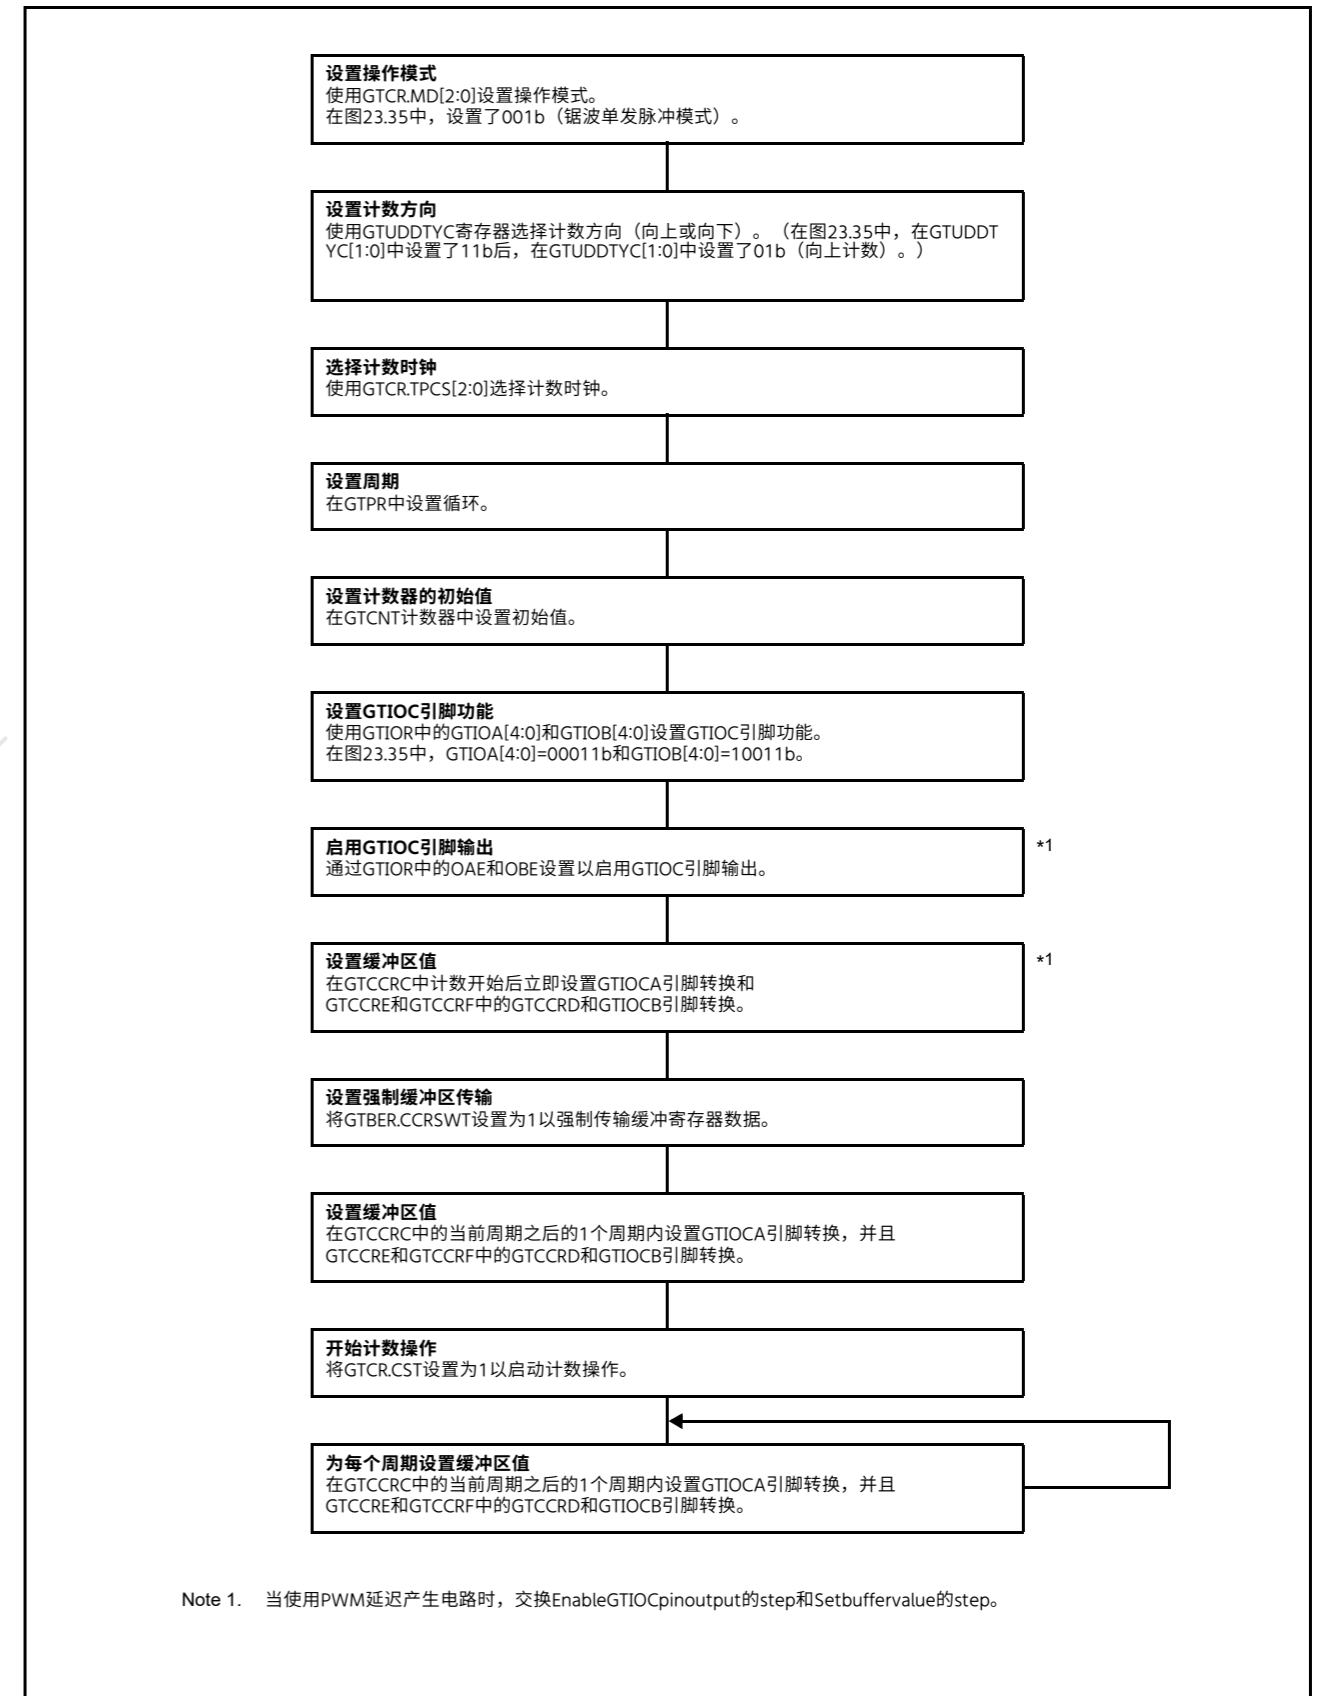 设置操作模式
使用GTCR.MD[2:0]设置操作模式。
在图23.35中，设置了001b（锯波单发脉冲模式）。
设置计数方向
使用GTUDDTYC寄存器选择计数方向（向上或向下）。（在图23.35中，在GTUDDT
YC[1:0]中设置了11b后，在GTUDDTYC[1:0]中设置了01b（向上计数）。）
选择计数时钟
使用GTCR.TPCS[2:0]选择计数时钟。
设置周期
在GTPR中设置循环。
设置计数器的初始值
在GTCNT计数器中设置初始值。
设置GTIOC引脚功能
使用GTIOR中的GTIOA[4:0]和GTIOB[4:0]设置GTIOC引脚功能。
在图23.35中，GTIOA[4:0]=00011b和GTIOB[4:0]=10011b。
启用GTIOC引脚输出
通过GTIOR中的OAE和OBE设置以启用GTIOC引脚输出。
*1
设置缓冲区值
在GTCCRC中计数开始后立即设置GTIOCA引脚转换和
GTCCRE和GTCCRF中的GTCCRD和GTIOCB引脚转换。
*1
设置强制缓冲区传输
将GTBER.CCRSWT设置为1以强制传输缓冲寄存器数据。
设置缓冲区值
在GTCCRC中的当前周期之后的1个周期内设置GTIOCA引脚转换，并且
GTCCRE和GTCCRF中的GTCCRD和GTIOCB引脚转换。
开始计数操作
将GTCR.CST设置为1以启动计数操作。
为每个周期设置缓冲区值
在GTCCRC中的当前周期之后的1个周期内设置GTIOCA引脚转换，并且
GTCCRE和GTCCRF中的GTCCRD和GTIOCB引脚转换。
Note 1. 当使用PWM延迟产生电路时，交换EnableGTIOCpinoutput的step和Setbuffervalue的step。